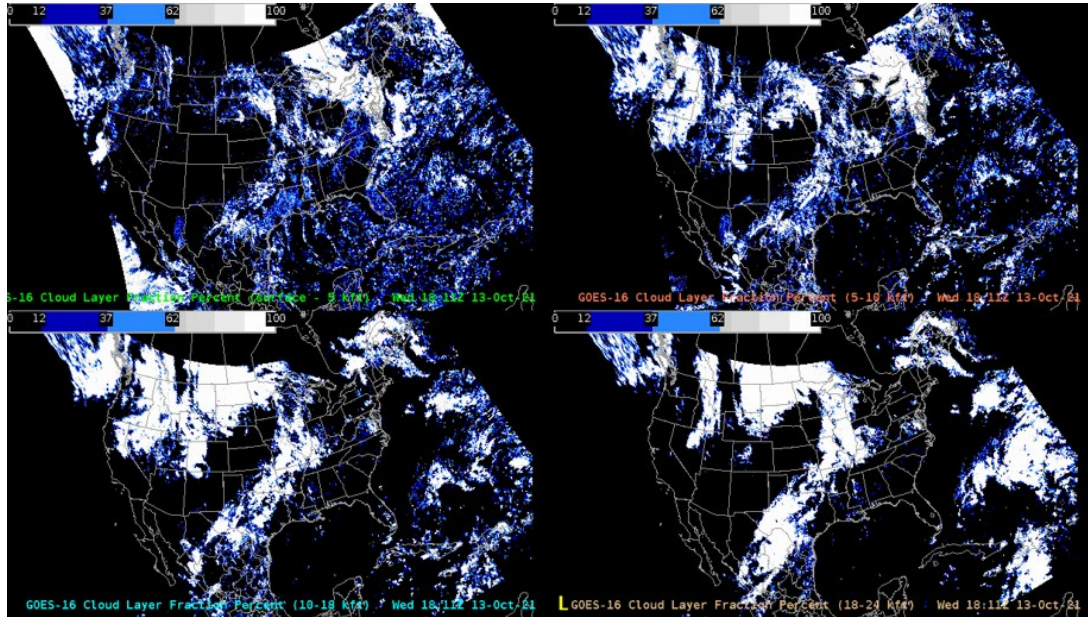 0 12 37 62 100
0 12 37 62 100
S-16 Cloud Layer Fraction Percent (surface - 5 kft) Wed 18:11Z 13-Oct-21
GOES-16 Cloud Layer Fraction Percent (5-10 kft) Wed 18:11Z 13-Oct-21
0 12 37 62 100
0 12 37 62 100
GOES-16 Cloud Layer Fraction Percent (10-18 kft) Wed 18:11Z 13-Oct-21
L GOES-16 Cloud Layer Fraction Percent (18-24 kft) Wed 18:11Z 13-Oct-21